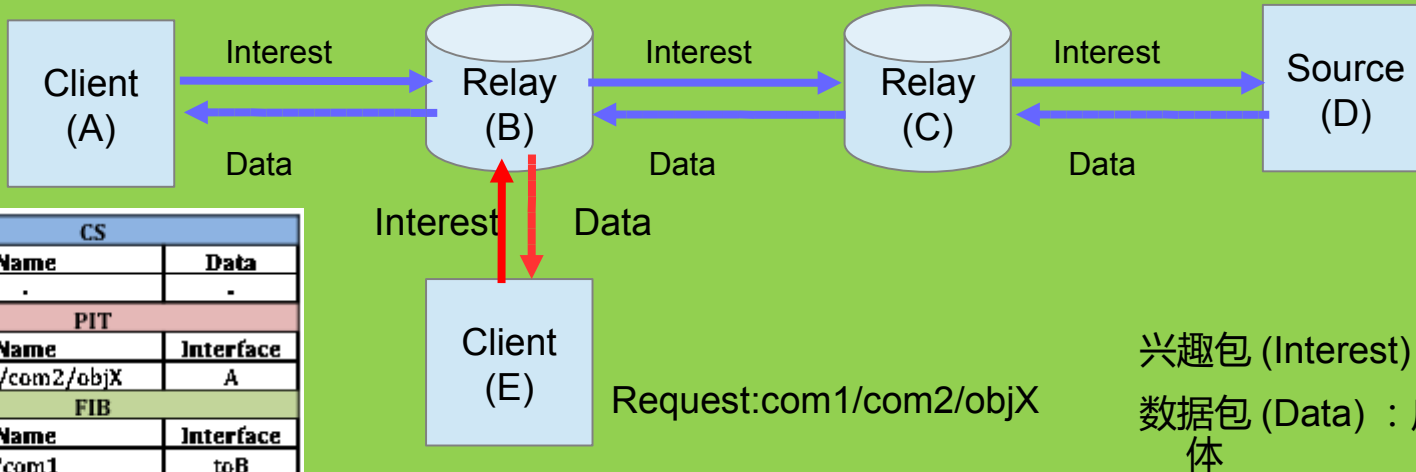 Client
(A)
Interest
Data
Relay
(B)
Interest
Data
Relay
(C)
Interest
Data
Source
(D)
Interest
Data
Client
(E)
Request:com1/com2/objX
CS
Name Data
- -
PIT
Name Interface
/com2/objX A
FIB
Name Interface
com1 toB
兴趣包 (Interest)
数据包 (Data) ：
体